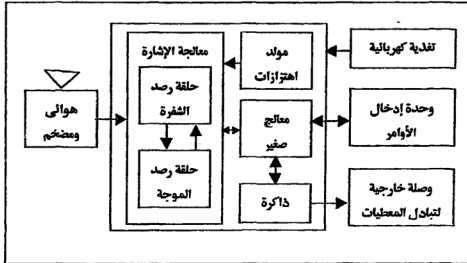 معالجة الإشارة
حلقة رصد
الشفرة
حلقة رصد
الموجة
مولد
اهتزازات
معالج
صغير
ذاكرة
تغذية كهربائية
وحدة إدخال
الأوامر
وصلة خارجية
لتبادل المعطيات
هوائى
ومضخم